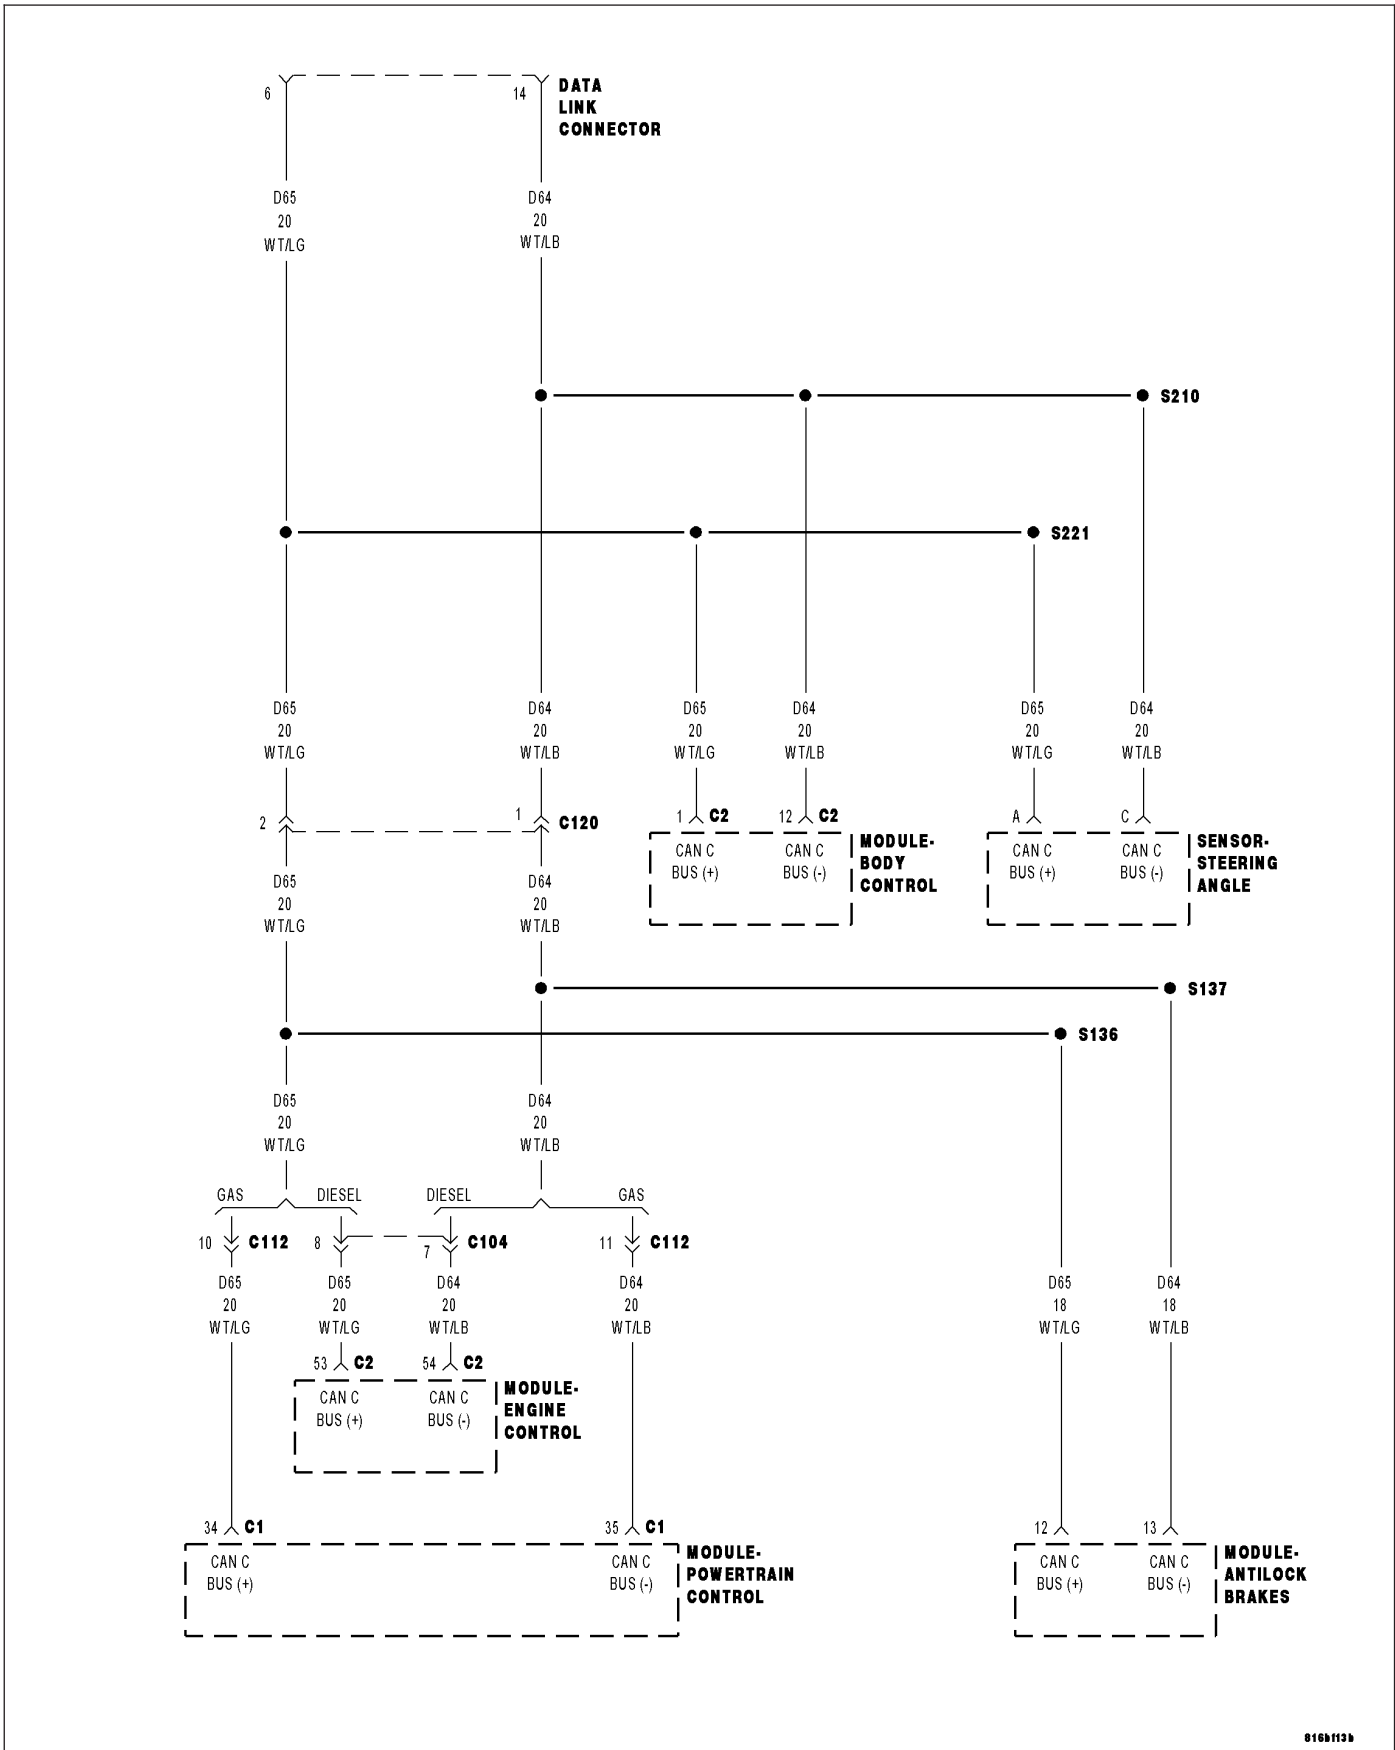 6
14
DATA
LINK
CONNECTOR
D65
20
WT/LG
D64
20
WT/LB
S210
S221
D65
20
WT/LG
D64
20
WT/LB
D65
20
WT/LG
D64
20
WT/LB
D65
20
WT/LG
D64
20
WT/LB
2
1
C120
1
C2
12
C2
A
C
CAN C
BUS (+)
CAN C
BUS (-)
MODULE-
BODY
CONTROL
CAN C
BUS (+)
CAN C
BUS (-)
SENSOR-
STEERING
ANGLE
D65
20
WT/LG
D64
20
WT/LB
S137
S136
D65
20
WT/LG
D64
20
WT/LB
GAS
DIESEL
DIESEL
GAS
10
C112
8
7
C104
11
C112
D65
20
WT/LG
D65
20
WT/LG
D64
20
WT/LB
D64
20
WT/LB
D65
18
WT/LG
D64
18
WT/LB
53
C2
54
C2
CAN C
BUS (+)
CAN C
BUS (-)
MODULE-
ENGINE
CONTROL
34
C1
35
C1
12
13
CAN C
BUS (+)
CAN C
BUS (-)
MODULE-
POWERTRAIN
CONTROL
CAN C
BUS (+)
CAN C
BUS (-)
MODULE-
ANTILOCK
BRAKES
816bf13b